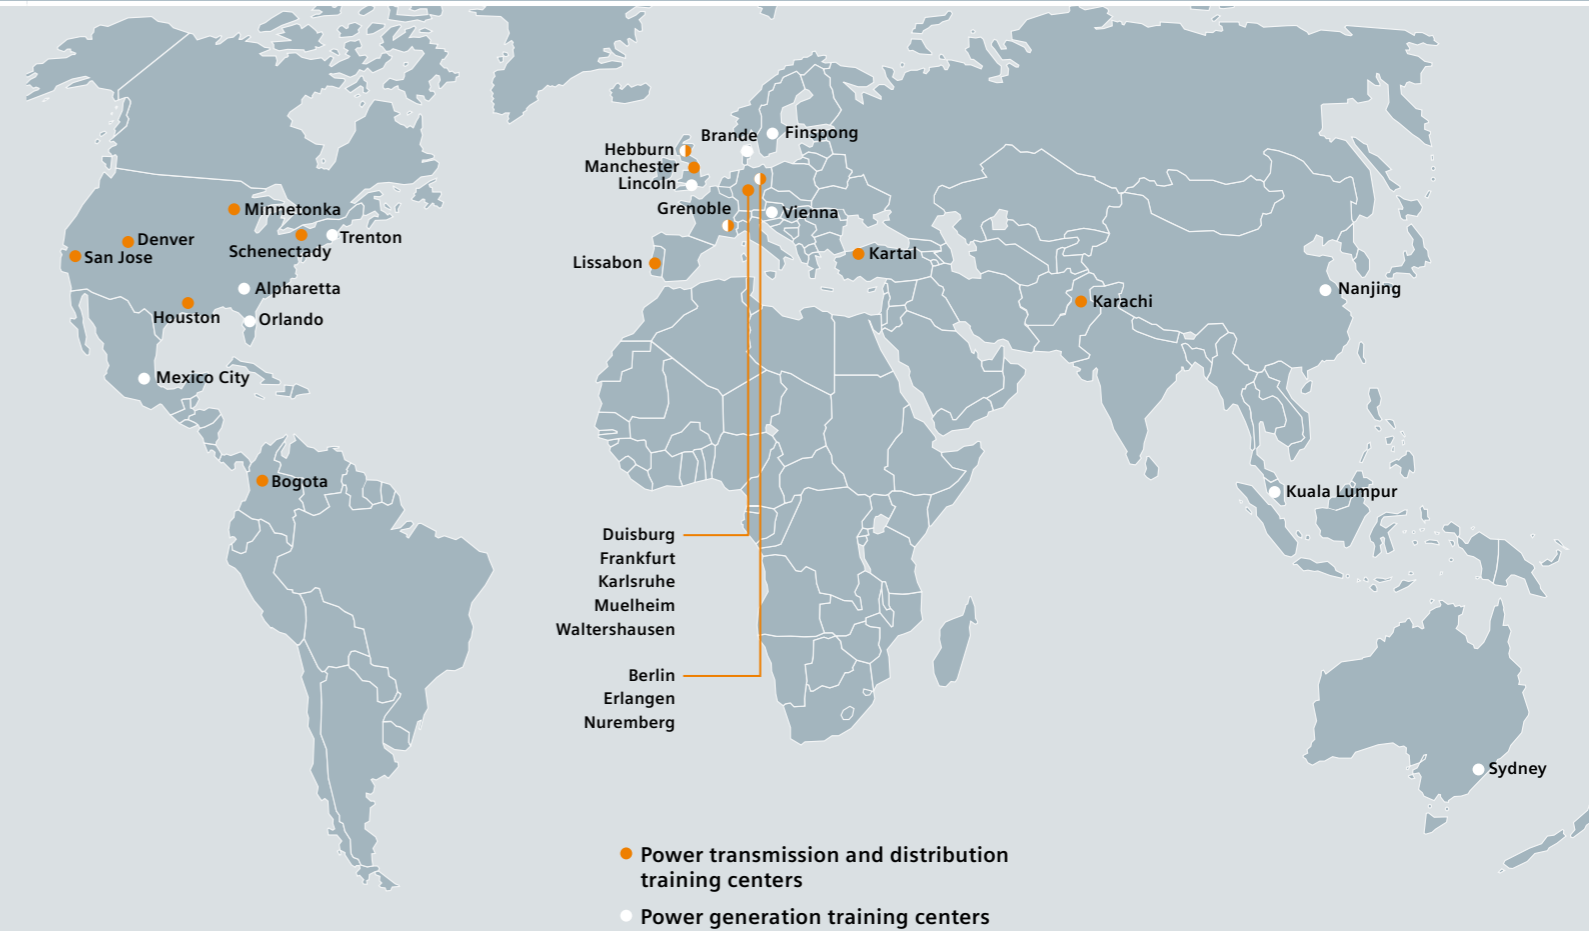 Brande
Finspong
Hebburn
Manchester
Lincoln
Grenoble
Vienna
Minnetonka
Denver
San Jose
Schenectady
Trenton
Lissabon
Kartal
Alpharetta
Houston
Orlando
Karachi
Nanjing
Mexico City
Bogota
Kuala Lumpur
Duisburg
Frankfurt
Karlsruhe
Muelheim
Waltershausen
Berlin
Erlangen
Nuremberg
Sydney
Power transmission and distribution
training centers
Power generation training centers